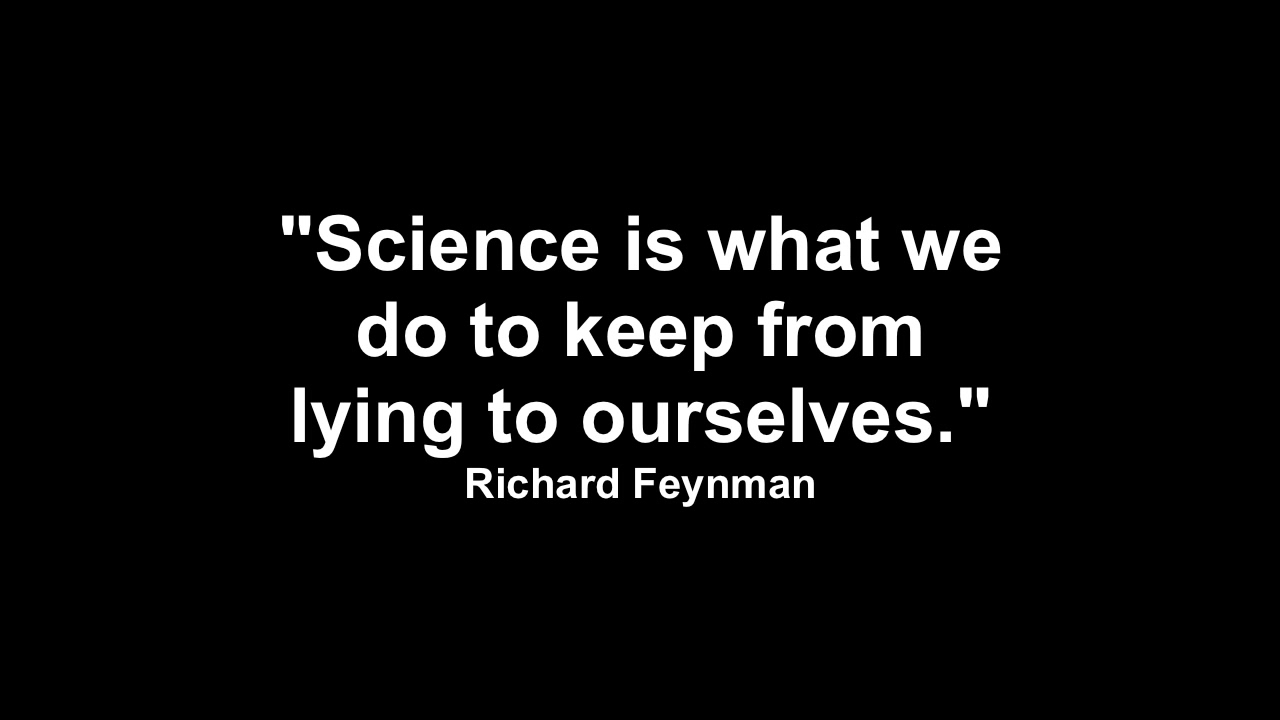 "Science is what we
do to keep from
lying to ourselves."
Richard Feynman